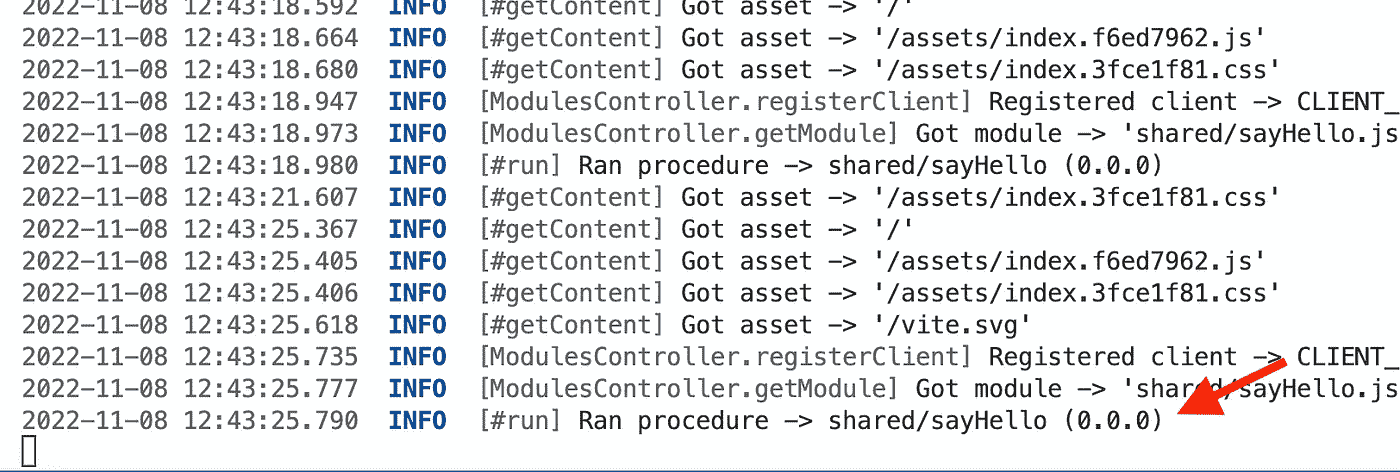 2022-11-08 12:43:18.592 INFO [#getContent] Got asset -> '/'
2022-11-08 12:43:18.664 INFO [#getContent] Got asset -> '/assets/index.f6ed7962.js'
2022-11-08 12:43:18.680 INFO [#getContent] Got asset -> '/assets/index.3fce1f81.css'
2022-11-08 12:43:18.947 INFO [ModulesController.registerClient] Registered client -> CLIENT_
2022-11-08 12:43:18.973 INFO [ModulesController.getModule] Got module -> 'shared/sayHello.js
2022-11-08 12:43:18.980 INFO [#run] Ran procedure -> shared/sayHello (0.0.0)
2022-11-08 12:43:21.607 INFO [#getContent] Got asset -> '/assets/index.3fce1f81.css'
2022-11-08 12:43:25.367 INFO [#getContent] Got asset -> '/'
2022-11-08 12:43:25.405 INFO [#getContent] Got asset -> '/assets/index.f6ed7962.js'
2022-11-08 12:43:25.406 INFO [#getContent] Got asset -> '/assets/index.3fce1f81.css'
2022-11-08 12:43:25.618 INFO [#getContent] Got asset -> '/vite.svg'
2022-11-08 12:43:25.735 INFO [ModulesController.registerClient] Registered client -> CLIENT_
2022-11-08 12:43:25.777 INFO [ModulesController.getModule] Got module -> 'shared/sayHello.js
2022-11-08 12:43:25.790 INFO [#run] Ran procedure -> shared/sayHello (0.0.0)